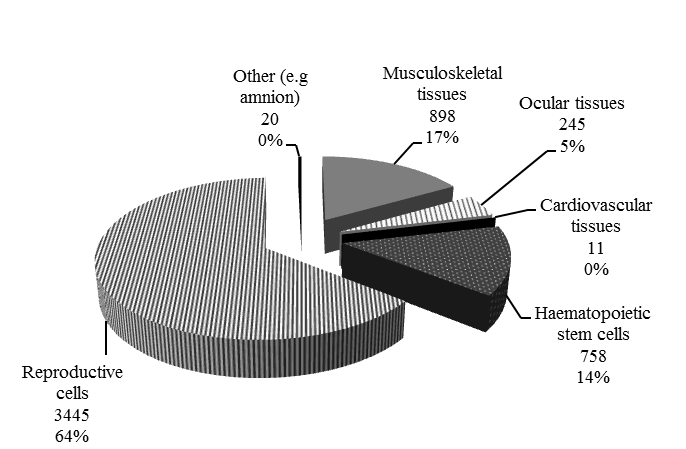 Other (e.g
amnion)
20
0%
Musculoskeletal
tissues
898
17%
Ocular tissues
245
5%
Cardiovascular
tissues
11
0%
Haematopoietic
stem cells
758
14%
Reproductive
cells
3445
64%